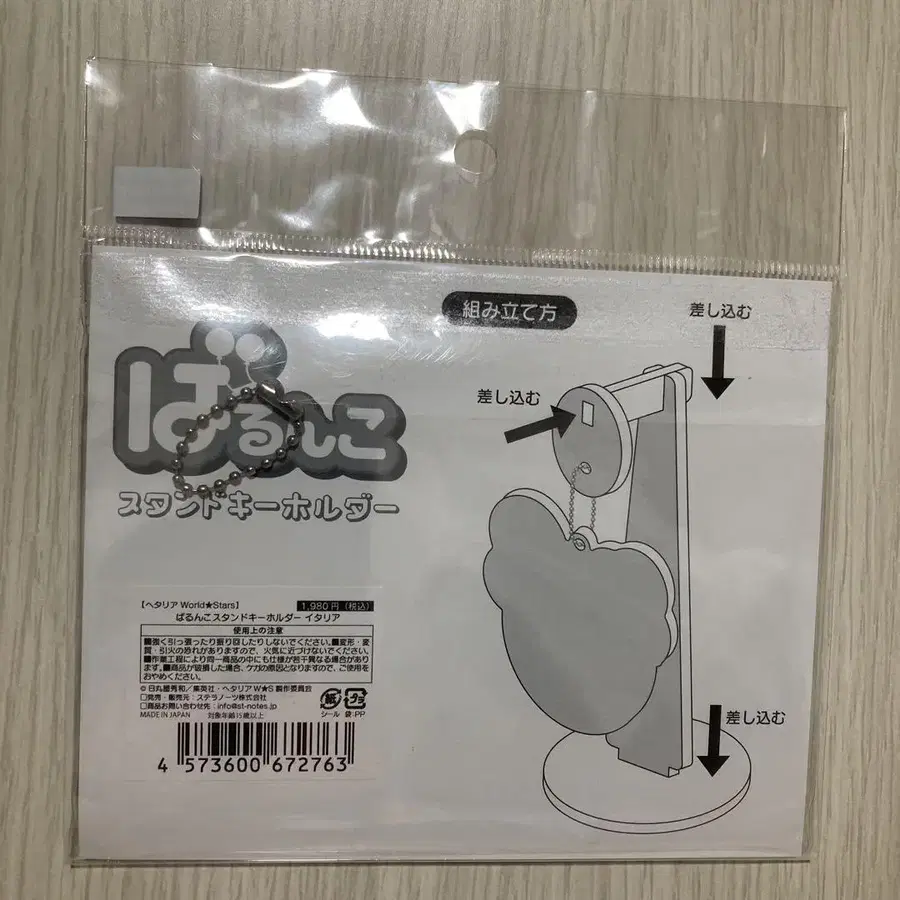 組み立て方
差し込む
差し込む
ばるんこ
スタンドキーホルダー
差し込む
【ヘタリア World★Stars】 1,980円（税込）
ぱるんこスタンドキーホルダー イタリア
使用上の注意
■強く引っ張ったり振り回したりしないでください。■変形・変
質・引火の恐れがありますので、火気に近づけないでください。
■作業工程により同一商品の中にも仕様が若干異なる場合があり
ます。■商品が破損した場合、ケガの原因となりますので、ご使用を
おやめください。
© 日丸屋秀和／集英社・ヘタリア W★S 製作委員会
□発売・販売元：ステラノーツ株式会社
□商品お問い合わせ先：info@st-notes.jp
MADE IN JAPAN 対象年齢15歳以上
紙 プラ
シール 袋:PP
4 573600 672763